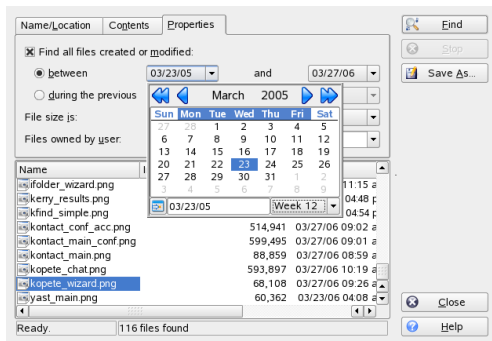 Name/Location Contents Properties
Find
Find all files created or modified:
Stop
between 03/23/05 and 03/27/06
Save As...
during the previous
March 2005
File size is:
Sun Mon Tue Wed Thu Fri Sat
27 28 1 2 3 4 5
Files owned by user:
6 7 8 9 10 11 12
13 14 15 16 17 18 19
20 21 22 23 24 25 26
27 28 29 30 31 1 2
3 4 5 6 7 8 9
03/23/05 Week 12
Name
ifolder_wizard.png 11:15 a
kerry_results.png 04:48 p
kfind_simple.png 04:54 p
kontact_conf_acc.png 514,941 03/27/06 09:02 a
kontact_main_conf.png 599,495 03/27/06 09:01 a
kontact_main.png 88,859 03/27/06 08:59 a
kopete_chat.png 593,897 03/27/06 10:19 a
kopete_wizard.png 68,108 03/27/06 09:26 a
yast_main.png 60,362 03/23/06 04:08 a
Close
Ready. 116 files found
Help